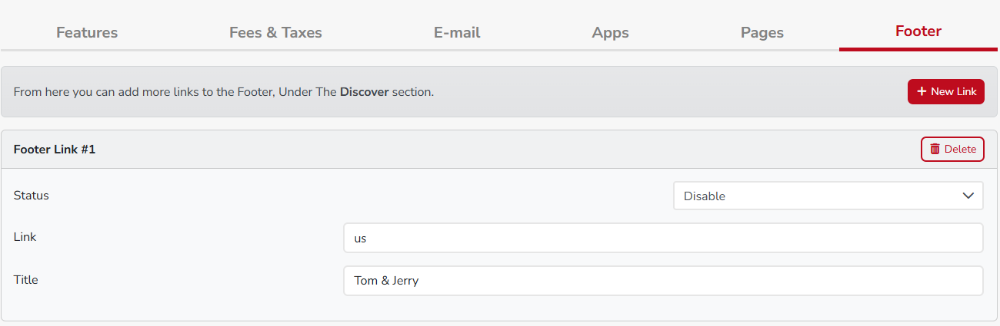 Features Fees & Taxes E-mail Apps Pages Footer
From here you can add more links to the Footer, Under The Discover section.
+ New Link
Footer Link #1
Delete
Status
Disable
Link
us
Title
Tom & Jerry